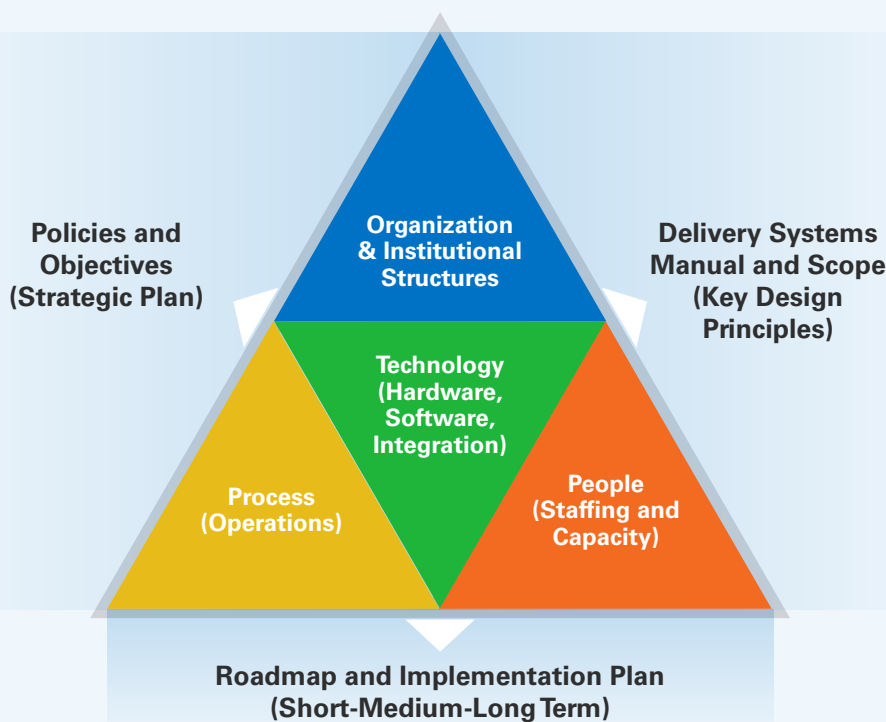 Organization
& Institutional
Structures
Policies and
Objectives
(Strategic Plan)
Delivery Systems
Manual and Scope
(Key Design
Principles)
Technology
(Hardware,
Software,
Integration)
Process
(Operations)
People
(Staffing and
Capacity)
Roadmap and Implementation Plan
(Short-Medium-Long Term)